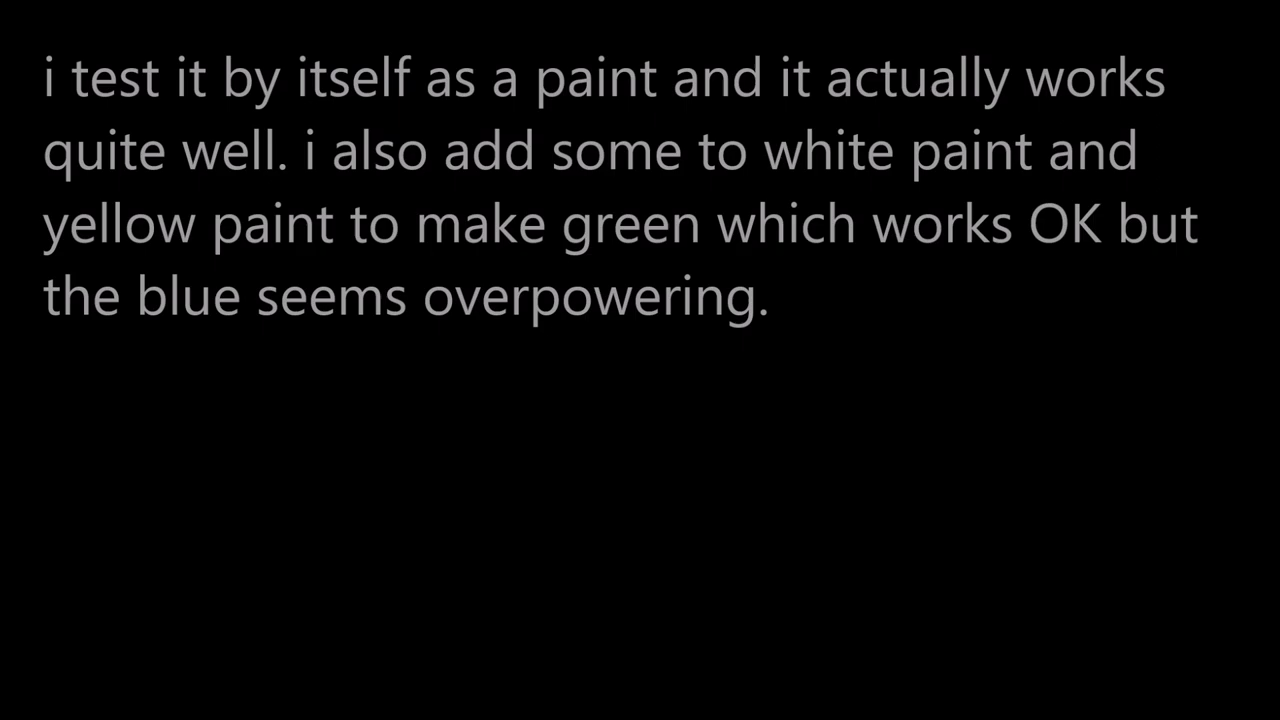 i test it by itself as a paint and it actually works
quite well. i also add some to white paint and
yellow paint to make green which works OK but
the blue seems overpowering.